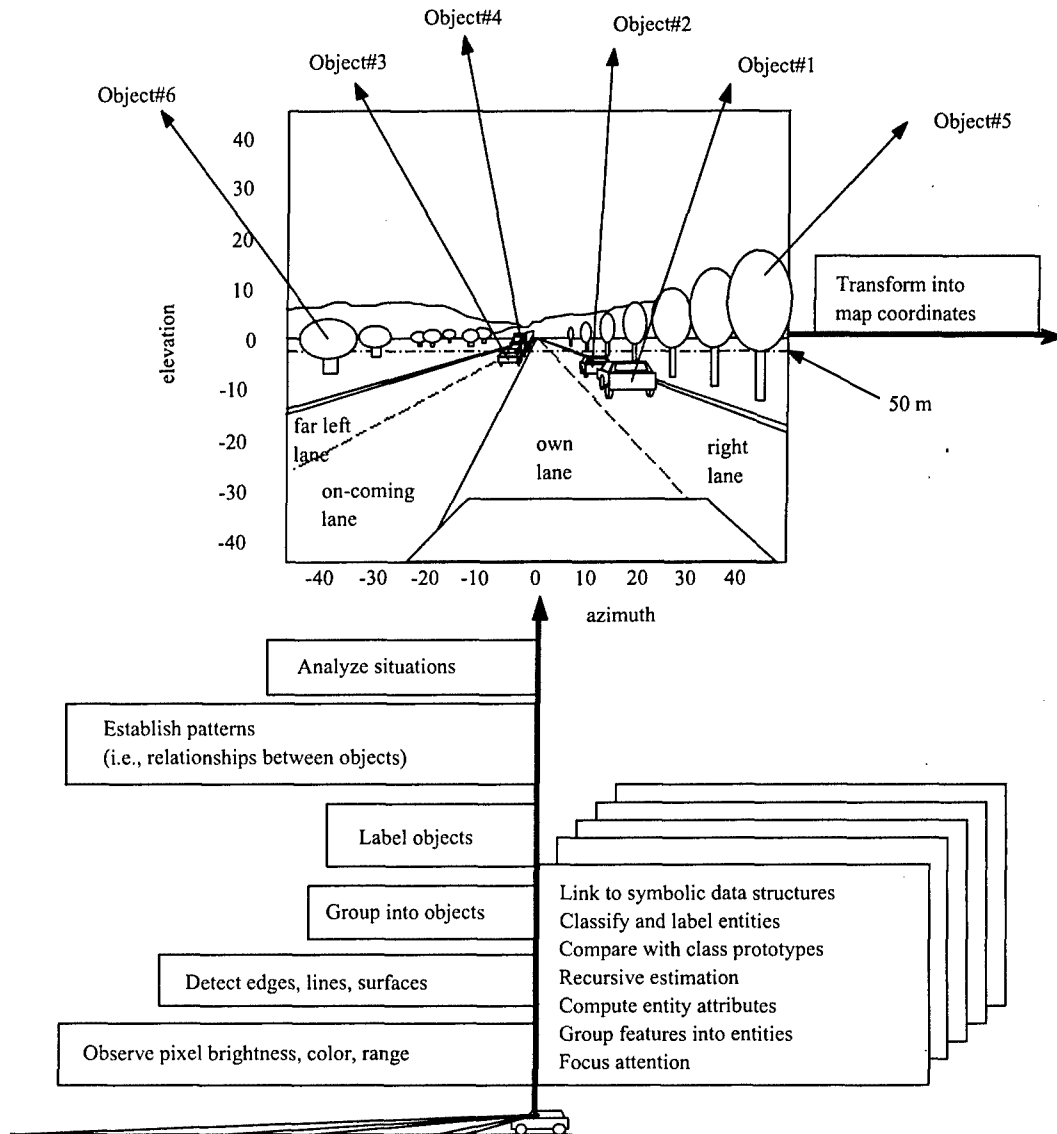 Object#4
Object#2
Object#3
Object#1
Object#6
Object#5
40
30
20
10
0
-10
-20
-30
-40
elevation
Transform into
map coordinates
50 m
far left
lane
own
lane
right
lane
on-coming
lane
-40 -30 -20 -10 0 10 20 30 40
azimuth
Analyze situations
Establish patterns
(i.e., relationships between objects)
Label objects
Group into objects
Detect edges, lines, surfaces
Observe pixel brightness, color, range
Link to symbolic data structures
Classify and label entities
Compare with class prototypes
Recursive estimation
Compute entity attributes
Group features into entities
Focus attention